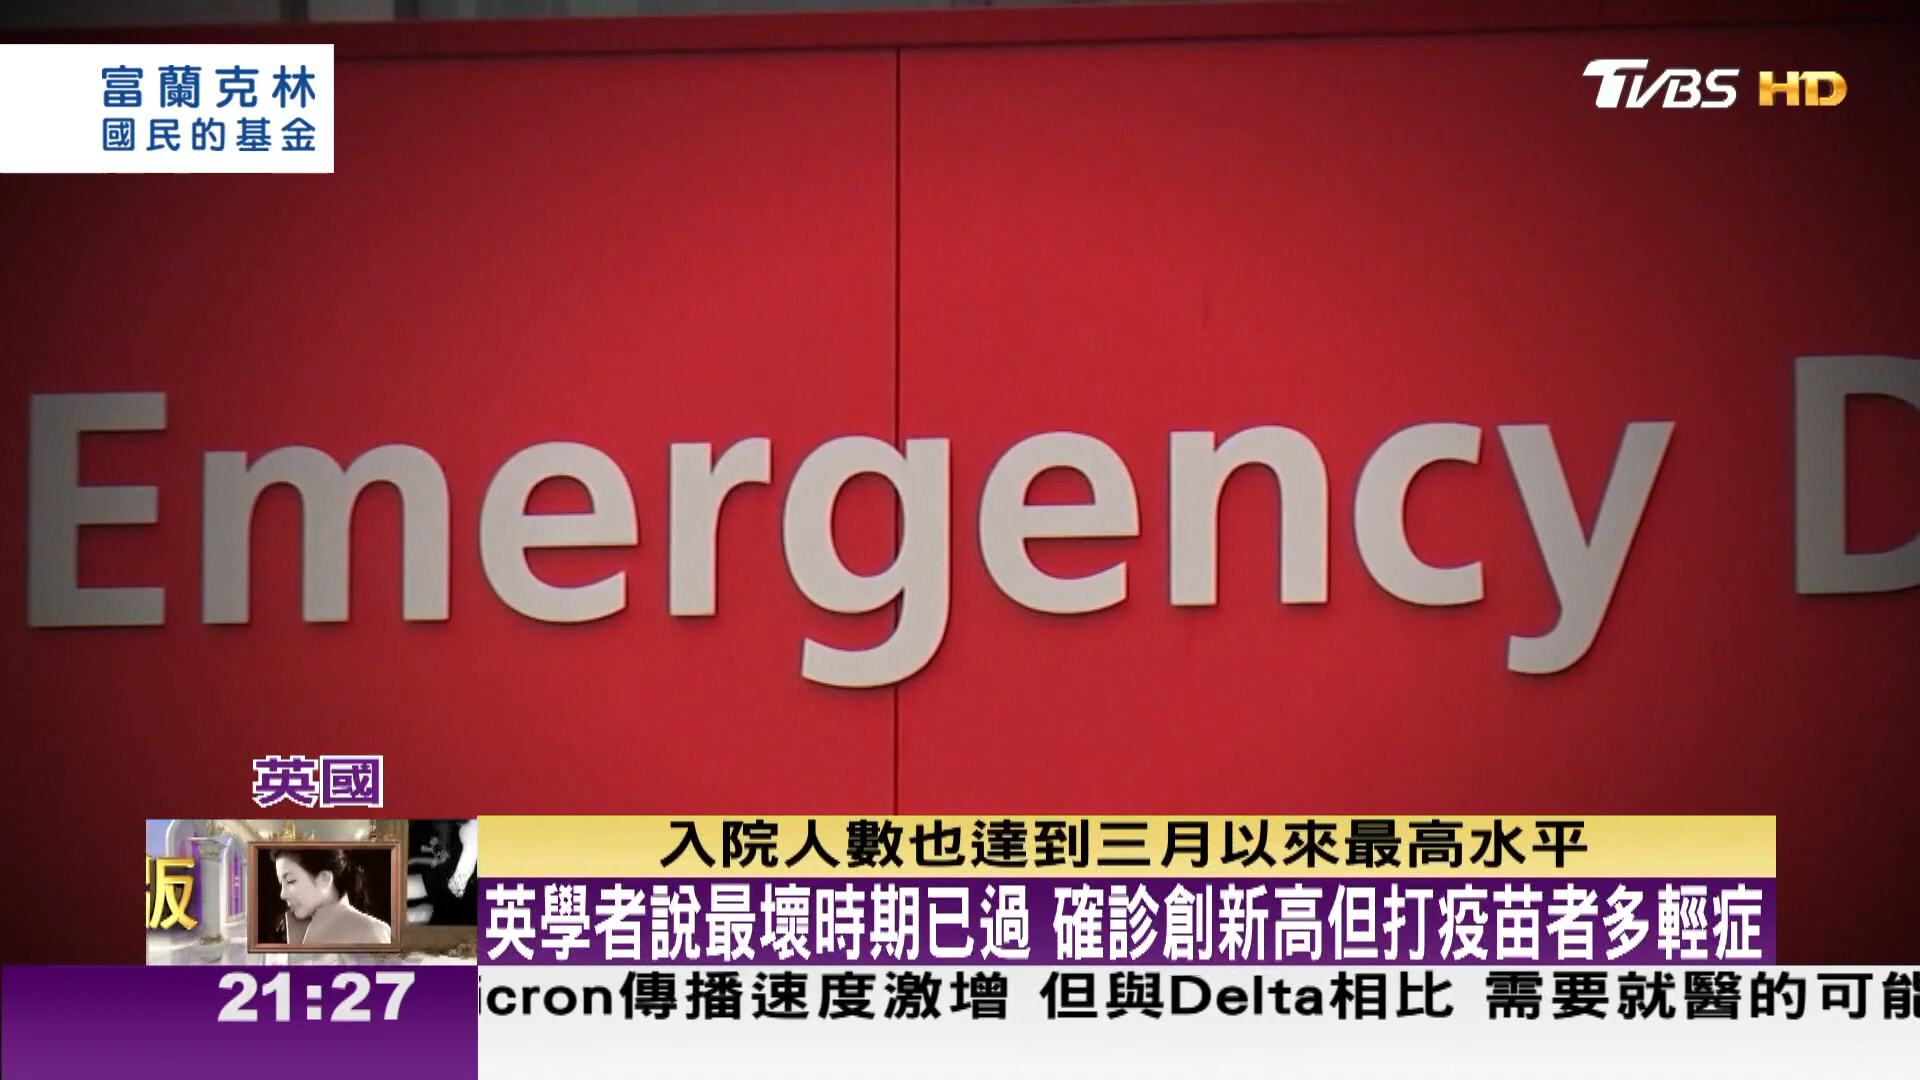 富蘭克林
國民的基金
TVBS HD
Emergency D
英國
版
入院人數也達到三月以來最高水平
英學者說最壞時期已過 確診創新高但打疫苗者多輕症
21:27
icron傳播速度激增 但與Delta相比 需要就醫的可能